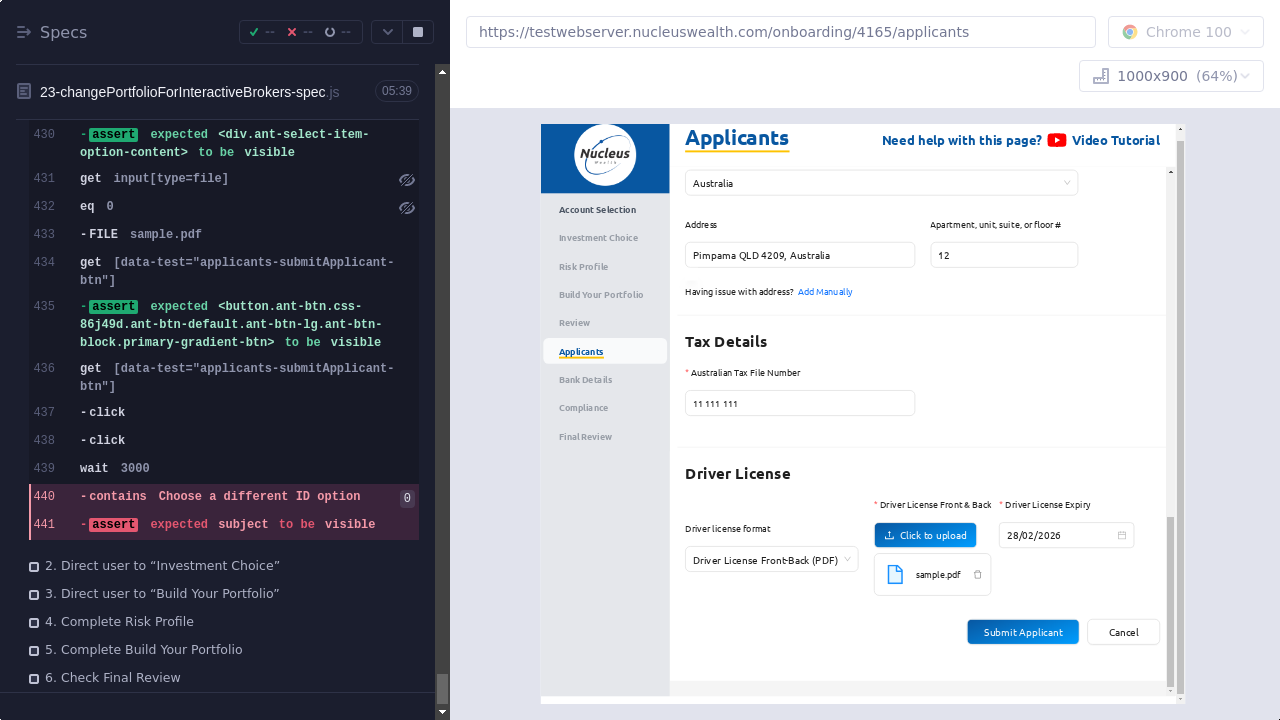 Specs
--
--
--
23-changePortfolioForInteractiveBrokers-spec.js
05:39
430 -assert expected <div.ant-select-item-
option-content> to be visible
431 get input[type=file]
432 eq 0
433 -FILE sample.pdf
434 get [data-test="applicants-submitApplicant-
btn"]
435 -assert expected <button.ant-btn.css-
86j49d.ant-btn-default.ant-btn-lg.ant-btn-
block.primary-gradient-btn> to be visible
436 get [data-test="applicants-submitApplicant-
btn"]
437 -click
438 -click
439 wait 3000
440 -contains Choose a different ID option 0
441 -assert expected subject to be visible
2. Direct user to “Investment Choice”
3. Direct user to “Build Your Portfolio”
4. Complete Risk Profile
5. Complete Build Your Portfolio
6. Check Final Review
https://testwebserver.nucleuswealth.com/onboarding/4165/applicants
Chrome 100
1000x900 (64%)
Nucleus
Wealth
Account Selection
Investment Choice
Risk Profile
Build Your Portfolio
Review
Applicants
Bank Details
Compliance
Final Review
Applicants
Need help with this page? Video Tutorial
Australia
Address
Apartment, unit, suite, or floor #
Pimpama QLD 4209, Australia
12
Having issue with address? Add Manually
Tax Details
* Australian Tax File Number
11 111 111
Driver License
Driver license format
* Driver License Front & Back
* Driver License Expiry
Driver License Front-Back (PDF)
Click to upload
28/02/2026
sample.pdf
Submit Applicant
Cancel